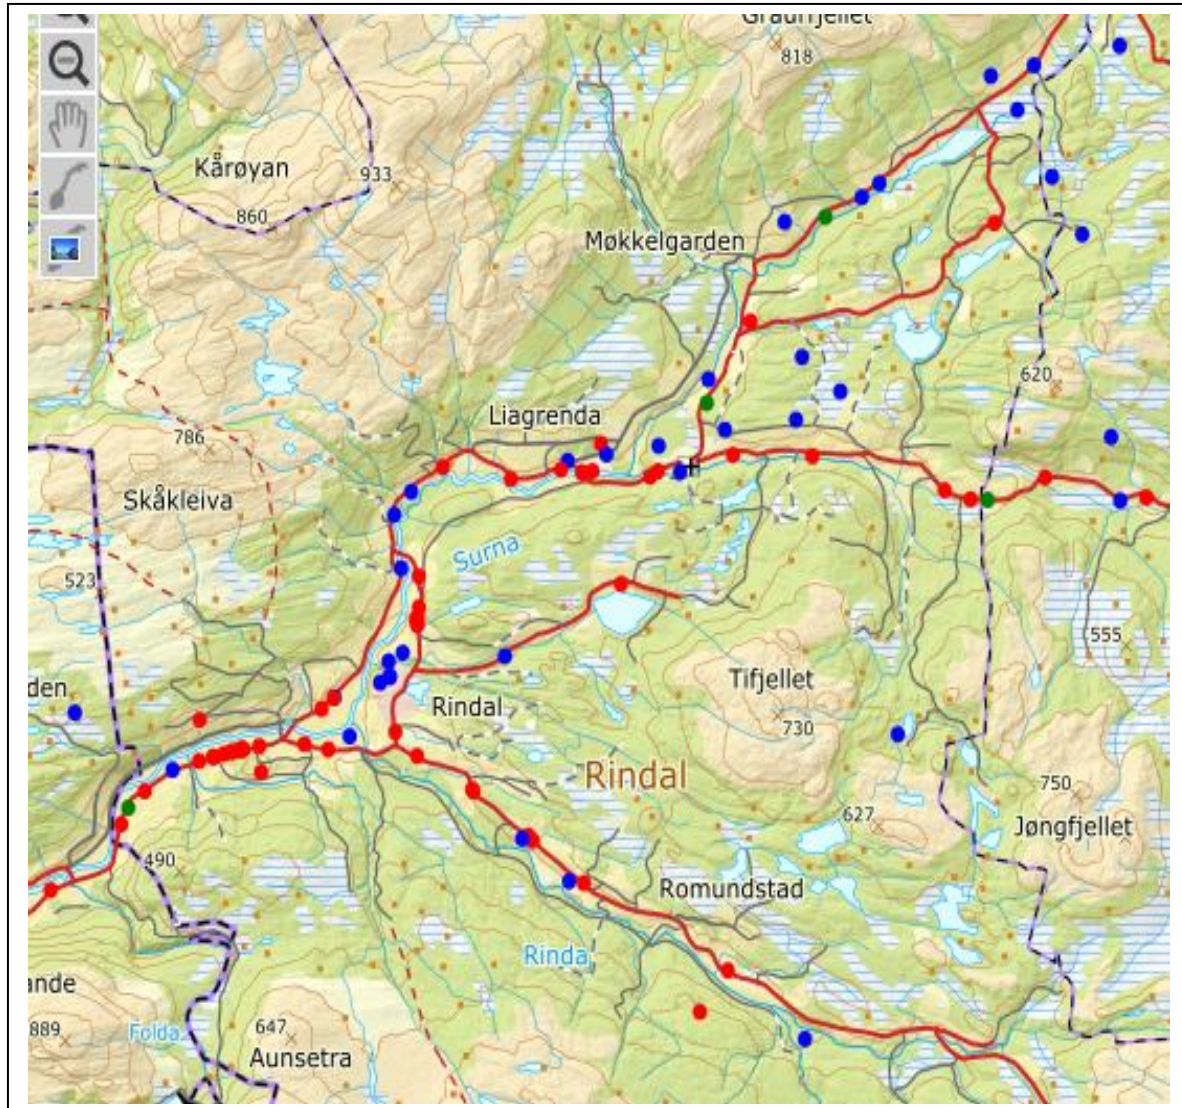 Graufjellet
818
Kårøyan
933
860
Møkkelgarden
620
Liagrenda
786
Skåkleiva
Surna
523
555
Tifjellet
den
Rindal
730
Rindal
750
627
Jøngfjellet
490
Romundstad
Rinda
ande
889
Folda
647
Aunsetra